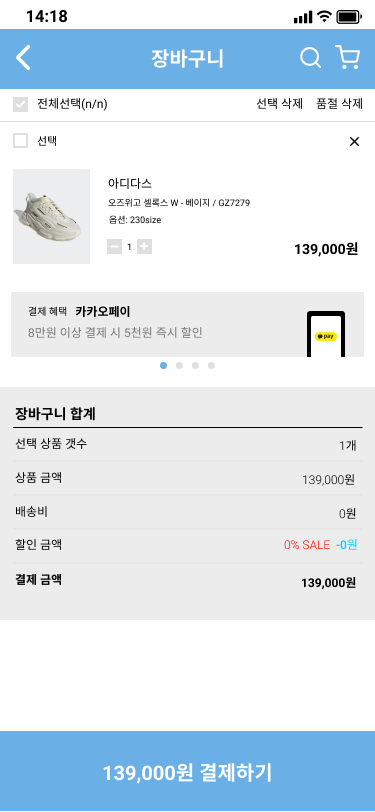 14:18
장바구니
전체선택(n/n) 선택 삭제 품절 삭제
선택
아디다스
오즈위고 셀록스 W - 베이지 / GZ7279
옵션: 230size
1
139,000원
결제 혜택 카카오페이
8만원 이상 결제 시 5천원 즉시 할인
pay
장바구니 합계
선택 상품 갯수 1개
상품 금액 139,000원
배송비 0원
할인 금액 0% SALE -0원
결제 금액 139,000원
139,000원 결제하기